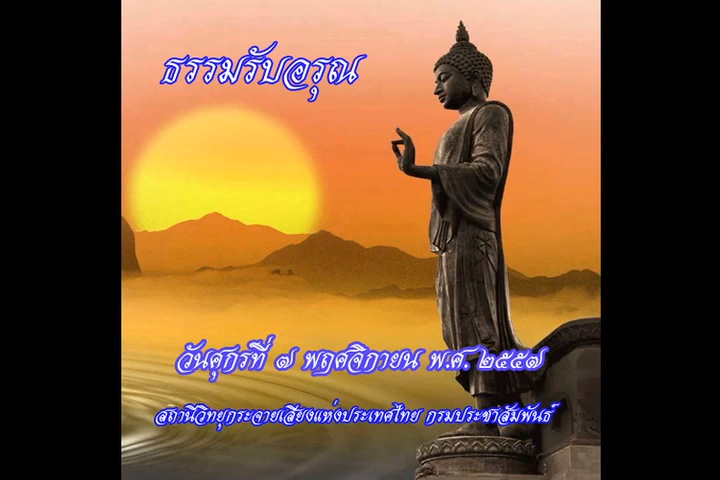 ธรรมรับอรุณ
วันศุกร์ที่ ๗ พฤศจิกายน พ.ศ. ๒๕๕๗
สถานีวิทยุกระจายเสียงแห่งประเทศไทย กรมประชาสัมพันธ์